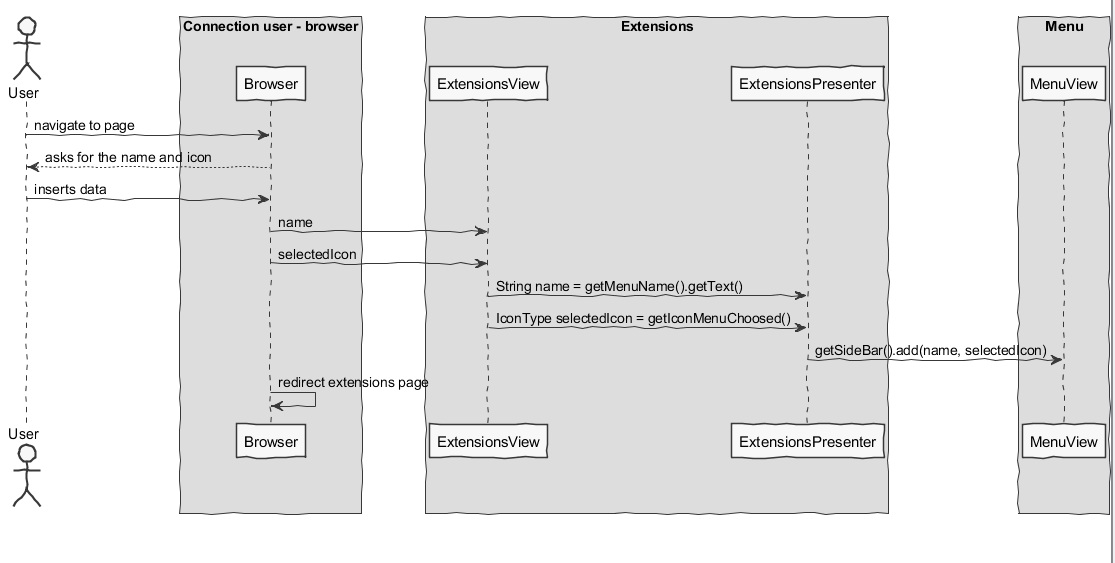 Connection user - browser
Extensions
Menu
User
Browser
ExtensionsView
ExtensionsPresenter
MenuView
navigate to page
asks for the name and icon
inserts data
name
selectedIcon
String name = getMenuName().getText()
IconType selectedIcon = getIconMenuChoosed()
getSideBar().add(name, selectedIcon)
redirect extensions page
User
Browser
ExtensionsView
ExtensionsPresenter
MenuView